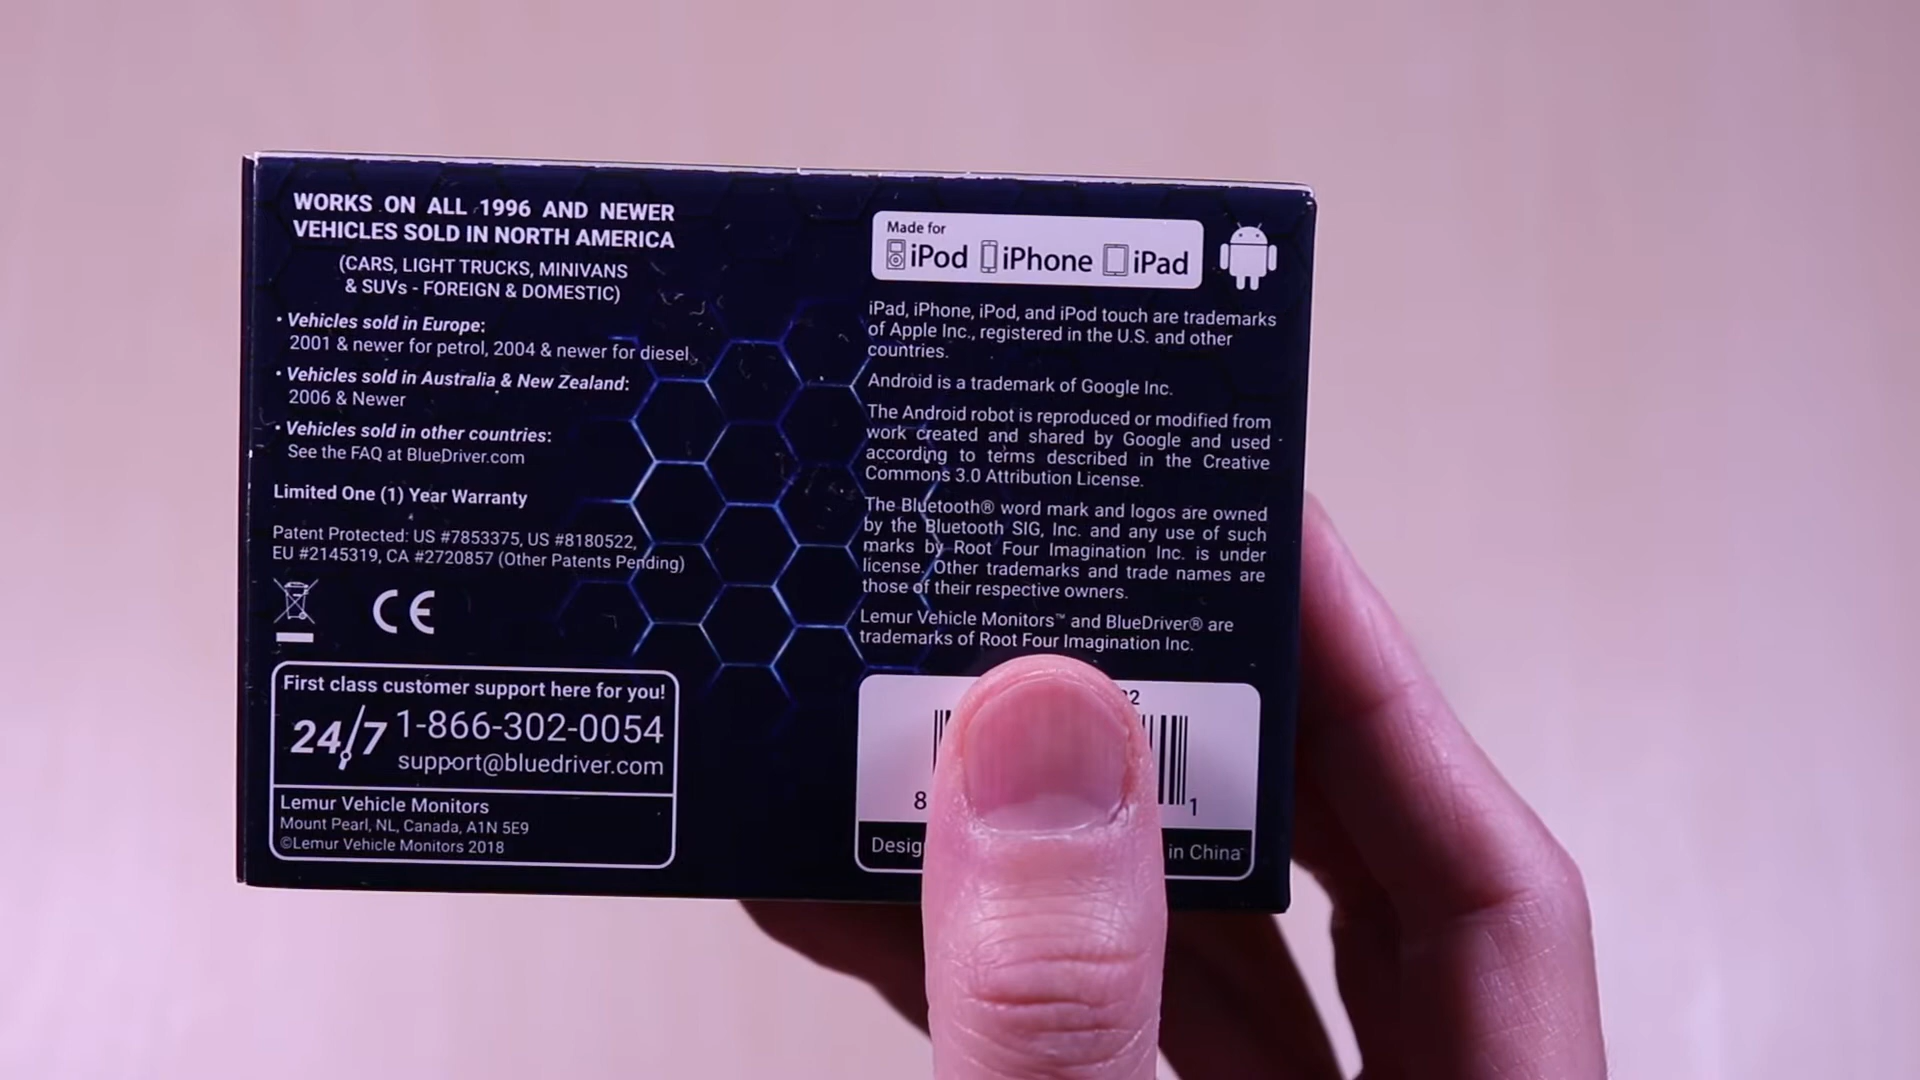 WORKS ON ALL 1996 AND NEWER
VEHICLES SOLD IN NORTH AMERICA
(CARS, LIGHT TRUCKS, MINIVANS
& SUVs - FOREIGN & DOMESTIC)
• Vehicles sold in Europe:
2001 & newer for petrol, 2004 & newer for diesel
• Vehicles sold in Australia & New Zealand:
2006 & Newer
• Vehicles sold in other countries:
See the FAQ at BlueDriver.com
Limited One (1) Year Warranty
Patent Protected: US #7853375, US #8180522,
EU #2145319, CA #2720857 (Other Patents Pending)
CE
First class customer support here for you!
24/7 1-866-302-0054
support@bluedriver.com
Lemur Vehicle Monitors
Mount Pearl, NL, Canada, A1N 5E9
©Lemur Vehicle Monitors 2018
Made for
iPod iPhone iPad
iPad, iPhone, iPod, and iPod touch are trademarks
of Apple Inc., registered in the U.S. and other
countries.
Android is a trademark of Google Inc.
The Android robot is reproduced or modified from
work created and shared by Google and used
according to terms described in the Creative
Commons 3.0 Attribution License.
The Bluetooth® word mark and logos are owned
by the Bluetooth SIG, Inc. and any use of such
marks by Root Four Imagination Inc. is under
license. Other trademarks and trade names are
those of their respective owners.
Lemur Vehicle Monitors™ and BlueDriver® are
trademarks of Root Four Imagination Inc.
8 1
in China